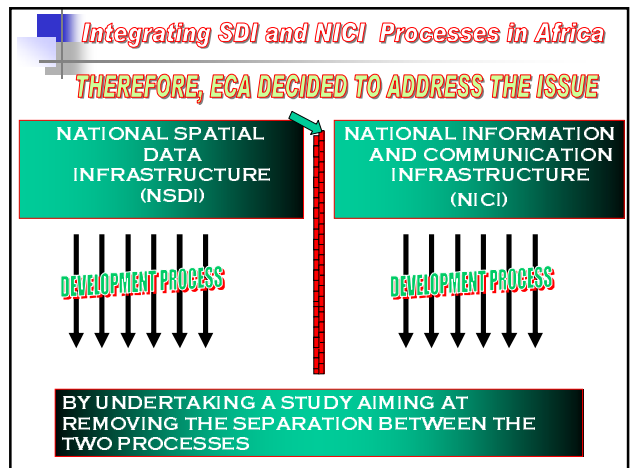 Integrating SDI and NICI Processes in Africa
THEREFORE, ECA DECIDED TO ADDRESS THE ISSUE
NATIONAL SPATIAL
DATA
INFRASTRUCTURE
(NSDI)
NATIONAL INFORMATION
AND COMMUNICATION
INFRASTRUCTURE
(NICI)
DEVELOPMENT PROCESS
DEVELOPMENT PROCESS
BY UNDERTAKING A STUDY AIMING AT
REMOVING THE SEPARATION BETWEEN THE
TWO PROCESSES